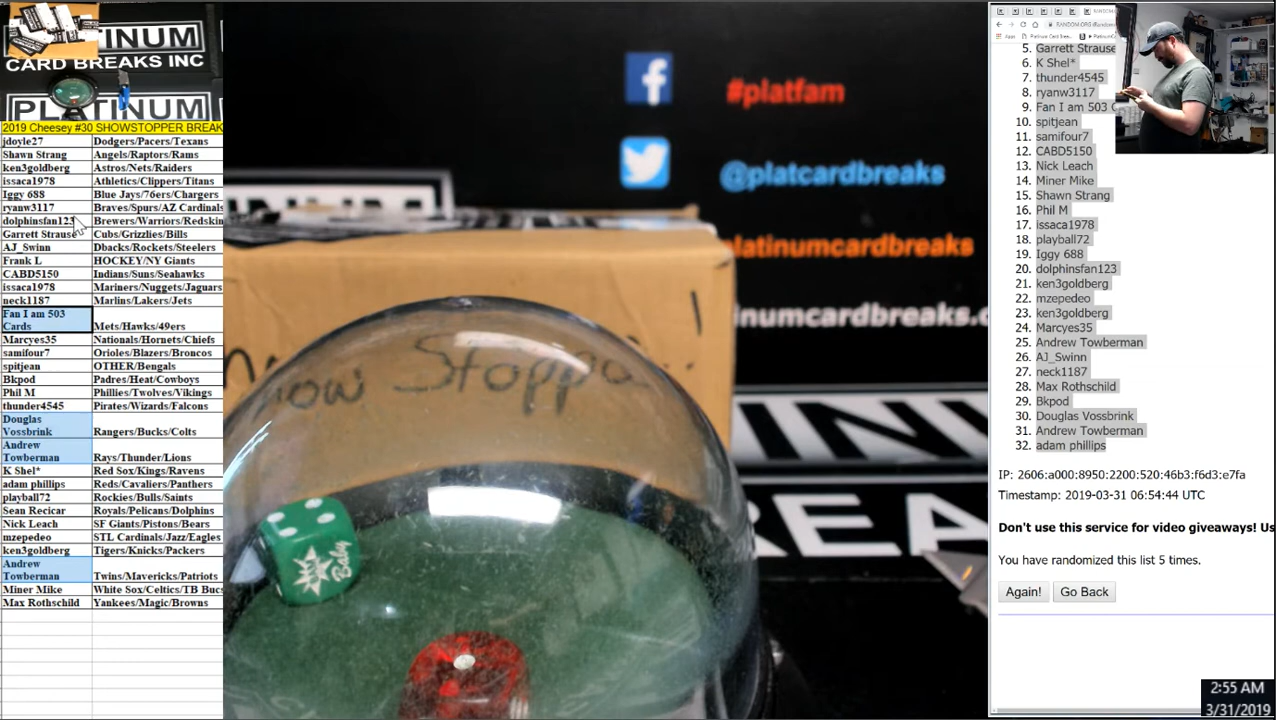 PLATINUM
CARD BREAKS INC
PLATINUM
2019 Cheesey #30 SHOWSTOPPER BREAK
jdoyle27 Dodgers/Pacers/Texans
Shawn Strang Angels/Raptors/Rams
ken3goldberg Astros/Nets/Raiders
issaca1978 Athletics/Clippers/Titans
Iggy 688 Blue Jays/76ers/Chargers
ryanw3117 Braves/Spurs/AZ Cardinals
dolphinsfan123 Brewers/Warriors/Redskin
Garrett Strause Cubs/Grizzlies/Bills
AJ_Swinn Dbacks/Rockets/Steelers
Frank L HOCKEY/NY Giants
CABD5150 Indians/Suns/Seahawks
issaca1978 Mariners/Nuggets/Jaguars
neck1187 Marlins/Lakers/Jets
Fan I am 503
Cards Mets/Hawks/49ers
Marcyes35 Nationals/Hornets/Chiefs
samifour7 Orioles/Blazers/Broncos
spitjean OTHER/Bengals
Bkpod Padres/Heat/Cowboys
Phil M Phillies/Twolves/Vikings
thunder4545 Pirates/Wizards/Falcons
Douglas
Vossbrink Rangers/Bucks/Colts
Andrew
Towberman Rays/Thunder/Lions
K Shel* Red Sox/Kings/Ravens
adam phillips Reds/Cavaliers/Panthers
playball72 Rockies/Bulls/Saints
Sean Recicar Royals/Pelicans/Dolphins
Nick Leach SF Giants/Pistons/Bears
mzepedeo STL Cardinals/Jazz/Eagles
ken3goldberg Tigers/Knicks/Packers
Andrew
Towberman Twins/Mavericks/Patriots
Miner Mike White Sox/Celtics/TB Bucs
Max Rothschild Yankees/Magic/Browns
#platfam
@platcardbreaks
platinumcardbreaks
inumcardbreaks.c
5. Garrett Strause
6. K Shel*
7. thunder4545
8. ryanw3117
9. Fan I am 503 C
10. spitjean
11. samifour7
12. CABD5150
13. Nick Leach
14. Miner Mike
15. Shawn Strang
16. Phil M
17. issaca1978
18. playball72
19. Iggy 688
20. dolphinsfan123
21. ken3goldberg
22. mzepedeo
23. ken3goldberg
24. Marcyes35
25. Andrew Towberman
26. AJ_Swinn
27. neck1187
28. Max Rothschild
29. Bkpod
30. Douglas Vossbrink
31. Andrew Towberman
32. adam phillips
IP: 2606:a000:8950:2200:520:46b3:f6d3:e7fa
Timestamp: 2019-03-31 06:54:44 UTC
Don't use this service for video giveaways! Us
You have randomized this list 5 times.
Again! Go Back
2:55 AM
3/31/2019